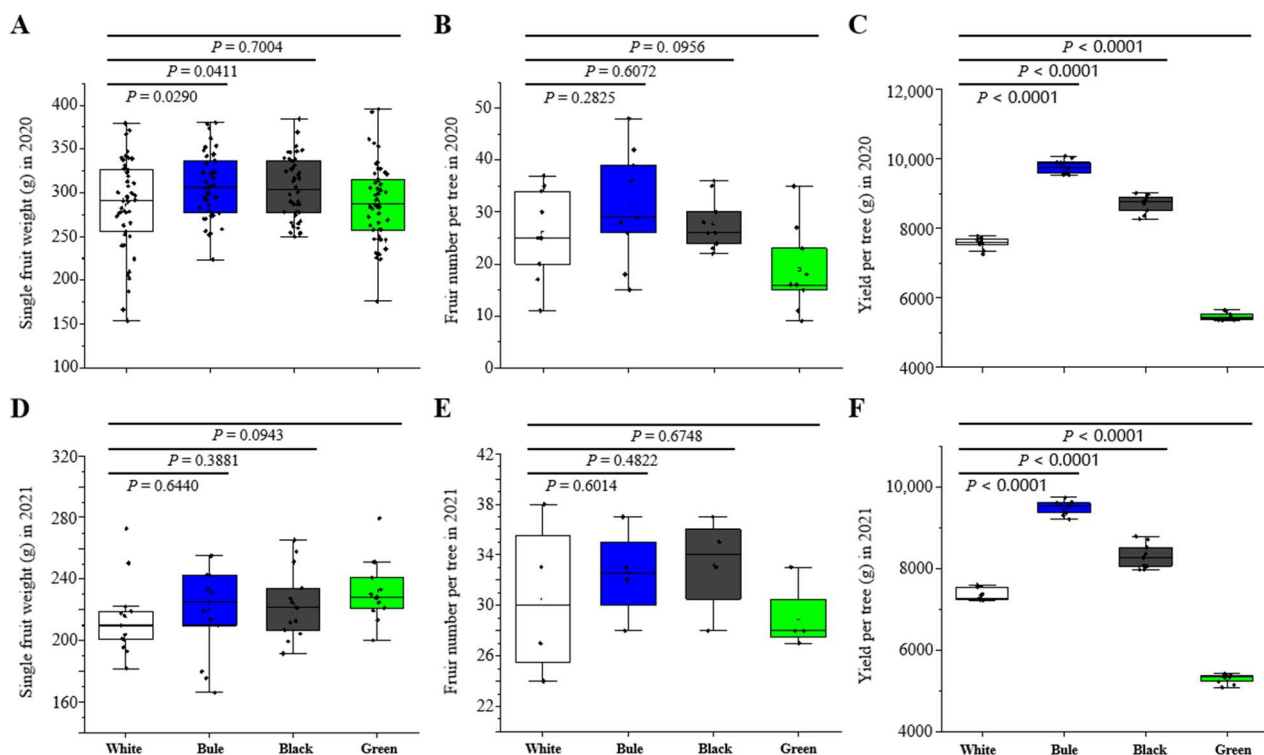 A
P = 0.7004
P = 0.0411
P = 0.0290
Single fruit weight (g) in 2020
400
350
300
250
200
150
100
B
P = 0. 0956
P = 0.6072
P = 0.2825
Fruir number per tree in 2020
50
40
30
20
10
0
C
P < 0.0001
P < 0.0001
P < 0.0001
Yield per tree (g) in 2020
12,000
10,000
8000
6000
4000
D
P = 0.0943
P = 0.3881
P = 0.6440
Single fruit weight (g) in 2021
320
280
240
200
160
White Bule Black Green
E
P = 0.6748
P = 0.4822
P = 0.6014
Fruir number per tree in 2021
42
38
34
30
26
22
White Bule Black Green
F
P < 0.0001
P < 0.0001
P < 0.0001
Yield per tree (g) in 2021
10,000
8000
6000
4000
White Bule Black Green